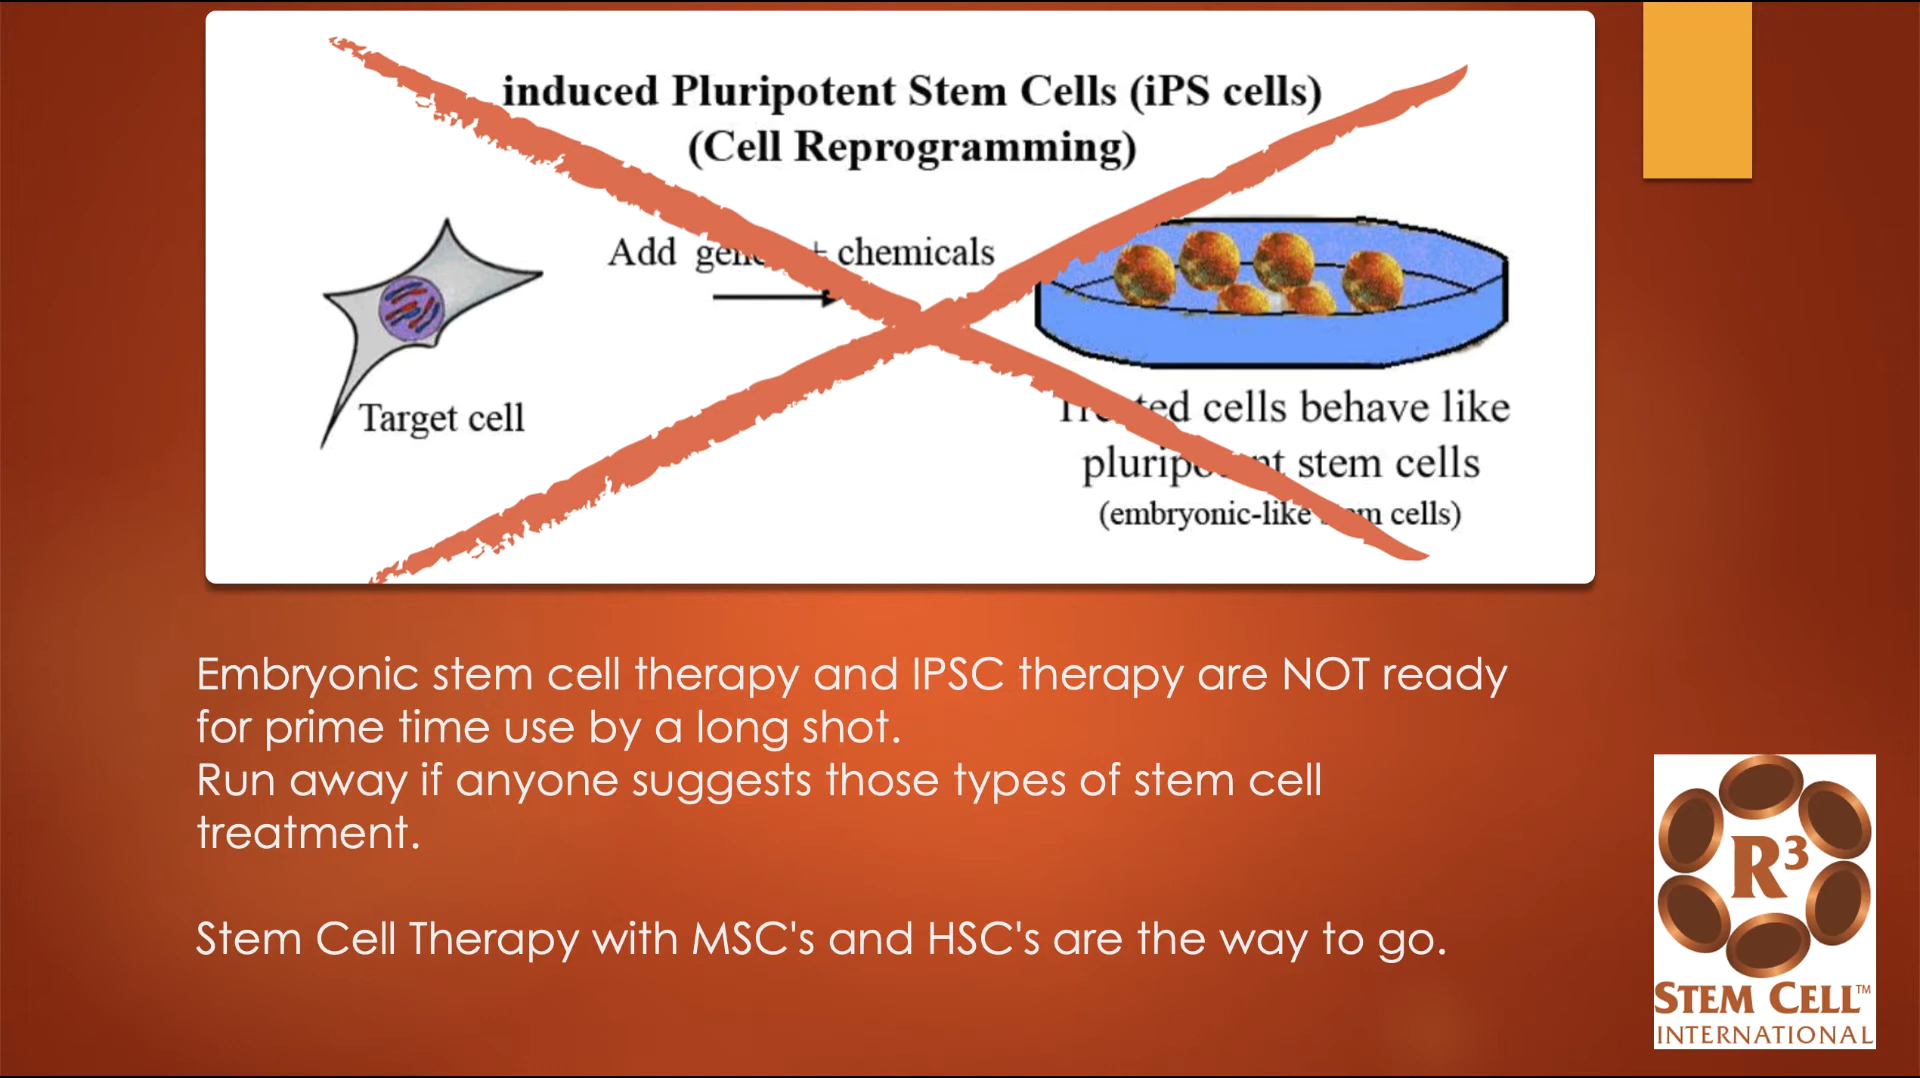 induced Pluripotent Stem Cells (iPS cells)
(Cell Reprogramming)
Add + chemicals
Target cell
cells behave like
stem cells
(embryonic-like cells)
Embryonic stem cell therapy and IPSC therapy are NOT ready
for prime time use by a long shot.
Run away if anyone suggests those types of stem cell
treatment.
Stem Cell Therapy with MSC's and HSC's are the way to go.
R³
STEM CELL™
INTERNATIONAL